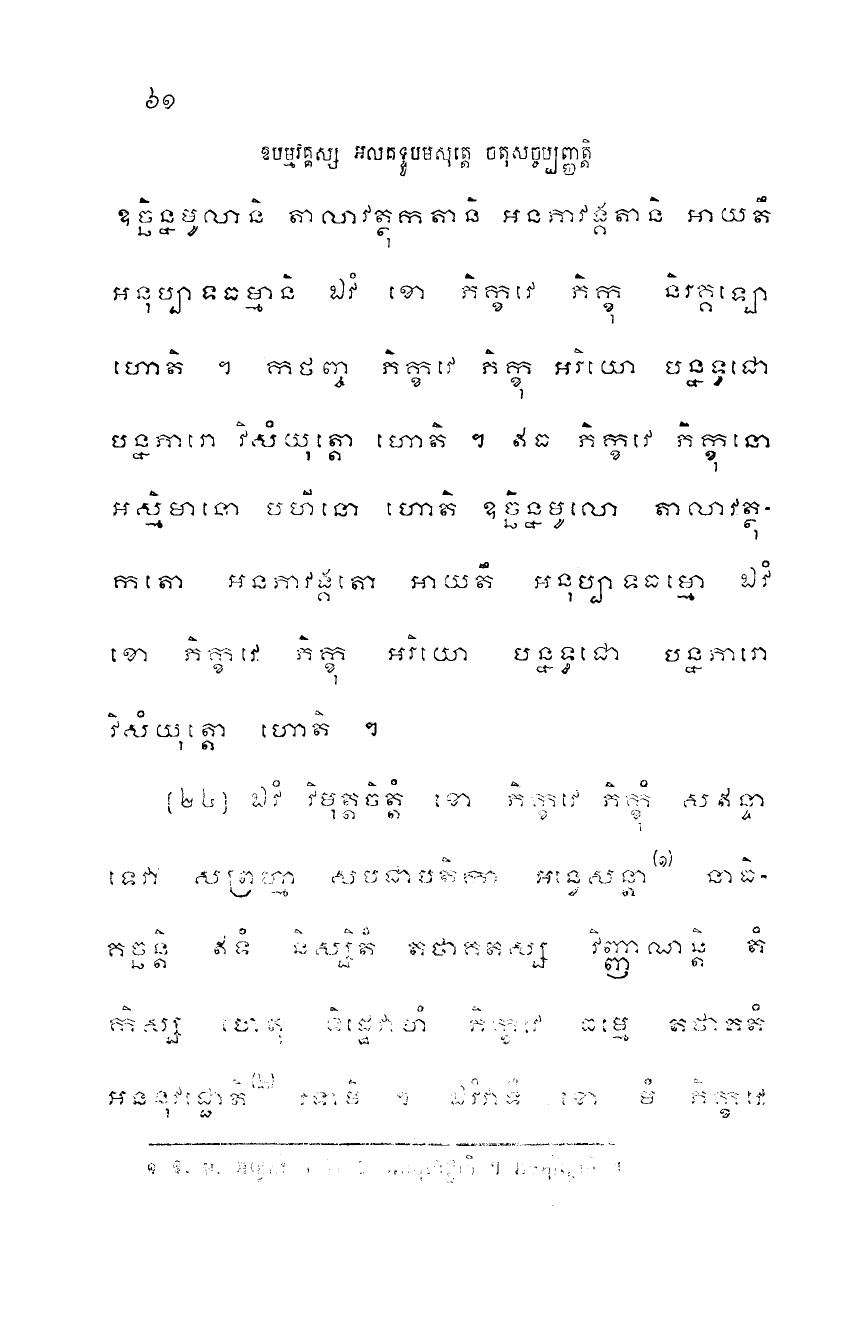 ៦១
ឧបម្មវគ្គស្ស អលគទ្ទូបមសុត្តេ ចតុសច្ចប្បញ្ញត្តិ
ឧច្ឆិន្នមូលានិ តាលាវត្ថុកតានិ អនភាវង្គតានិ អាយតឹ
អនុប្បាទធម្មានិ ឯវំ ខោ ភិក្ខវេ ភិក្ខុ និរគ្គឡោ
ហោតិ ។ កថញ្ច ភិក្ខវេ ភិក្ខុ អរិយោ បន្នទ្ធជោ
បន្នភារោ វិសំយុត្តោ ហោតិ ។ ឥធ ភិក្ខវេ ភិក្ខុនោ
អស្មិមានោ បហីនោ ហោតិ ឧច្ឆិន្នមូលោ តាលាវត្ថុ-
កតោ អនភាវង្គតោ អាយតឹ អនុប្បាទធម្មោ ឯវំ
ខោ ភិក្ខវេ ភិក្ខុ អរិយោ បន្នទ្ធជោ បន្នភារោ
វិសំយុត្តោ ហោតិ ។
[២៤] ឯវំ វិមុត្តចិត្តំ ខោ ភិក្ខវេ ភិក្ខុំ សឥន្ទា
ទេវា សព្រហ្មា សបជាបតិកា អន្វេសន្តា (១) នាធិ-
គច្ឆន្តិ ឥទំ និស្សិតំ តថាគតស្ស វិញ្ញាណន្តិ តំ
កិស្ស ហេតុ ទិដ្ឋេវាហំ ភិក្ខវេ ធម្មេ តថាគតំ
អននុវជ្ជោតិ (២) វទាមិ ។ ឯវំវាទឹ ខោ មំ ភិក្ខវេ
១ ឱ. ម.